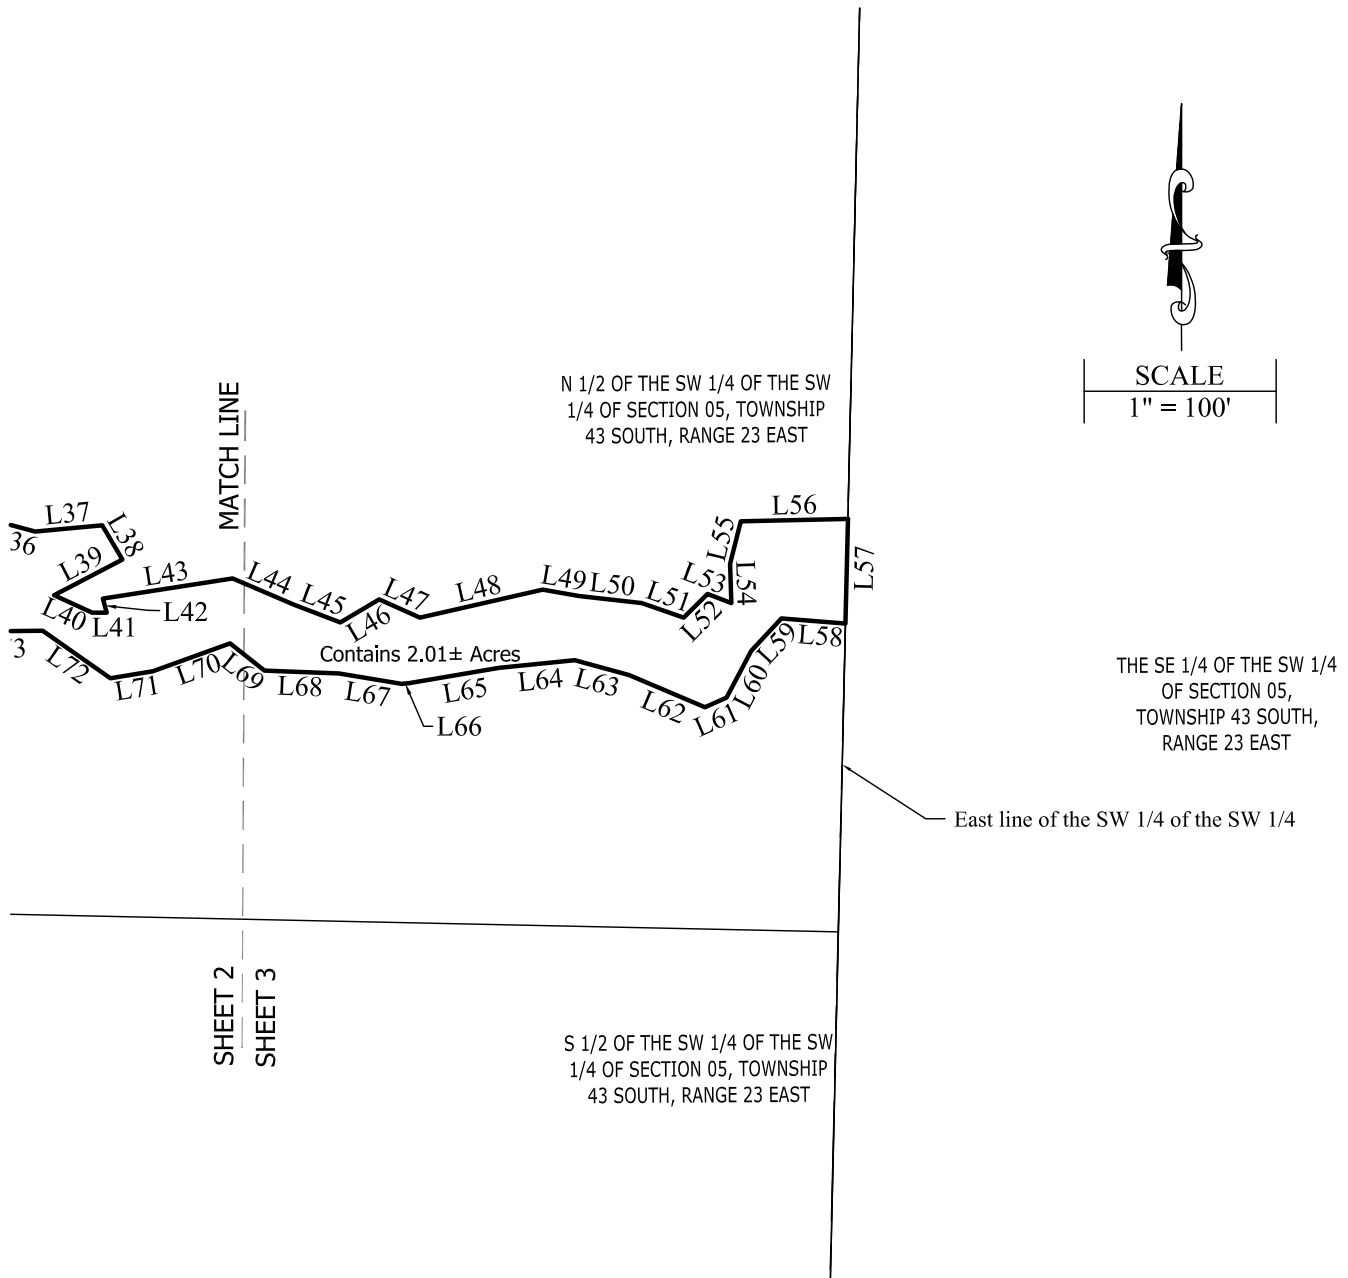 SCALE
1" = 100'
N 1/2 OF THE SW 1/4 OF THE SW
1/4 OF SECTION 05, TOWNSHIP
43 SOUTH, RANGE 23 EAST
MATCH LINE
36
L37
L38
L39
L40
L41
L42
L43
L44
L45
L46
L47
L48
L49
L50
L51
L52
L53
L54
L55
L56
L57
L58
L59
L60
L61
L62
L63
L64
L65
L66
L67
L68
L69
L70
L71
L72
Contains 2.01± Acres
THE SE 1/4 OF THE SW 1/4
OF SECTION 05,
TOWNSHIP 43 SOUTH,
RANGE 23 EAST
East line of the SW 1/4 of the SW 1/4
SHEET 2
SHEET 3
S 1/2 OF THE SW 1/4 OF THE SW
1/4 OF SECTION 05, TOWNSHIP
43 SOUTH, RANGE 23 EAST